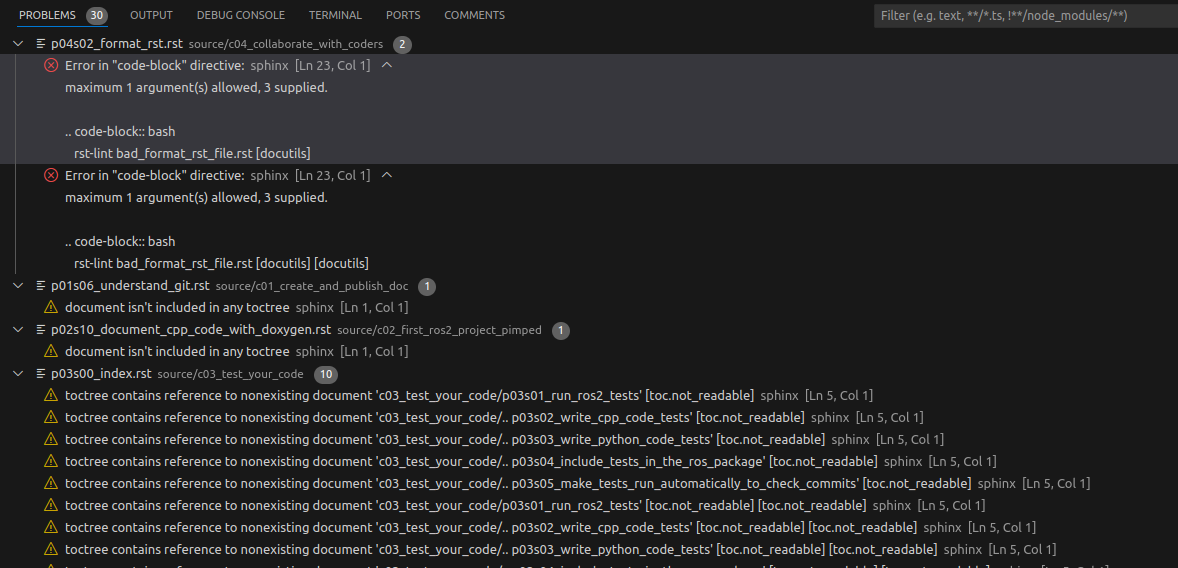 PROBLEMS 30 OUTPUT DEBUG CONSOLE TERMINAL PORTS COMMENTS Filter (e.g. text, **/*.ts, !**/node_modules/**)
p04s02_format_rst.rst source/c04_collaborate_with_coders 2
Error in "code-block" directive: sphinx [Ln 23, Col 1]
maximum 1 argument(s) allowed, 3 supplied.
.. code-block:: bash
rst-lint bad_format_rst_file.rst [docutils]
Error in "code-block" directive: sphinx [Ln 23, Col 1]
maximum 1 argument(s) allowed, 3 supplied.
.. code-block:: bash
rst-lint bad_format_rst_file.rst [docutils] [docutils]
p01s06_understand_git.rst source/c01_create_and_publish_doc 1
document isn't included in any toctree sphinx [Ln 1, Col 1]
p02s10_document_cpp_code_with_doxygen.rst source/c02_first_ros2_project_pimped 1
document isn't included in any toctree sphinx [Ln 1, Col 1]
p03s00_index.rst source/c03_test_your_code 10
toctree contains reference to nonexisting document 'c03_test_your_code/p03s01_run_ros2_tests' [toc.not_readable] sphinx [Ln 5, Col 1]
toctree contains reference to nonexisting document 'c03_test_your_code/.. p03s02_write_cpp_code_tests' [toc.not_readable] sphinx [Ln 5, Col 1]
toctree contains reference to nonexisting document 'c03_test_your_code/.. p03s03_write_python_code_tests' [toc.not_readable] sphinx [Ln 5, Col 1]
toctree contains reference to nonexisting document 'c03_test_your_code/.. p03s04_include_tests_in_the_ros_package' [toc.not_readable] sphinx [Ln 5, Col 1]
toctree contains reference to nonexisting document 'c03_test_your_code/.. p03s05_make_tests_run_automatically_to_check_commits' [toc.not_readable] sphinx [Ln 5, Col 1]
toctree contains reference to nonexisting document 'c03_test_your_code/p03s01_run_ros2_tests' [toc.not_readable] [toc.not_readable] sphinx [Ln 5, Col 1]
toctree contains reference to nonexisting document 'c03_test_your_code/.. p03s02_write_cpp_code_tests' [toc.not_readable] [toc.not_readable] sphinx [Ln 5, Col 1]
toctree contains reference to nonexisting document 'c03_test_your_code/.. p03s03_write_python_code_tests' [toc.not_readable] [toc.not_readable] sphinx [Ln 5, Col 1]